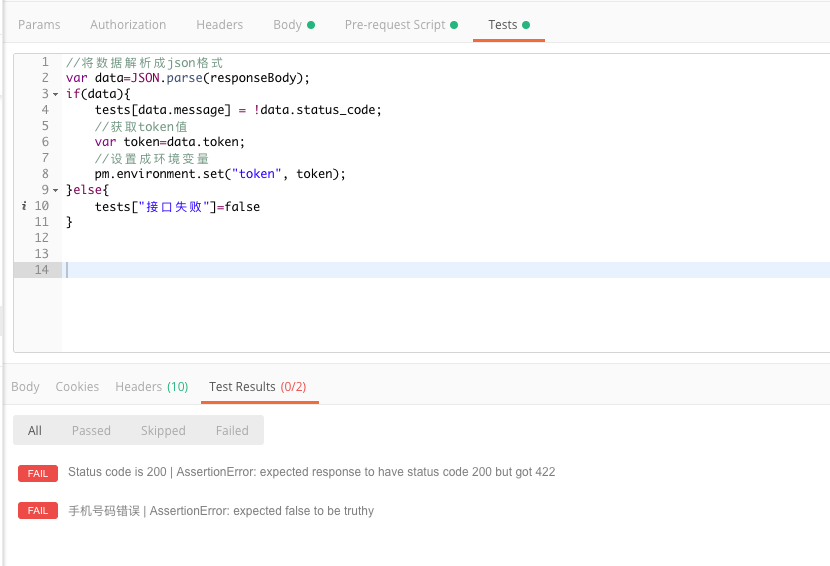 Params Authorization Headers Body Pre-request Script Tests
1 //将数据解析成json格式
2 var data=JSON.parse(responseBody);
3 if(data){
4 tests[data.message] = !data.status_code;
5 //获取token值
6 var token=data.token;
7 //设置成环境变量
8 pm.environment.set("token", token);
9 }else{
i 10 tests["接口失败"]=false
11 }
12
13
14
Body Cookies Headers (10) Test Results (0/2)
All Passed Skipped Failed
FAIL Status code is 200 | AssertionError: expected response to have status code 200 but got 422
FAIL 手机号码错误 | AssertionError: expected false to be truthy